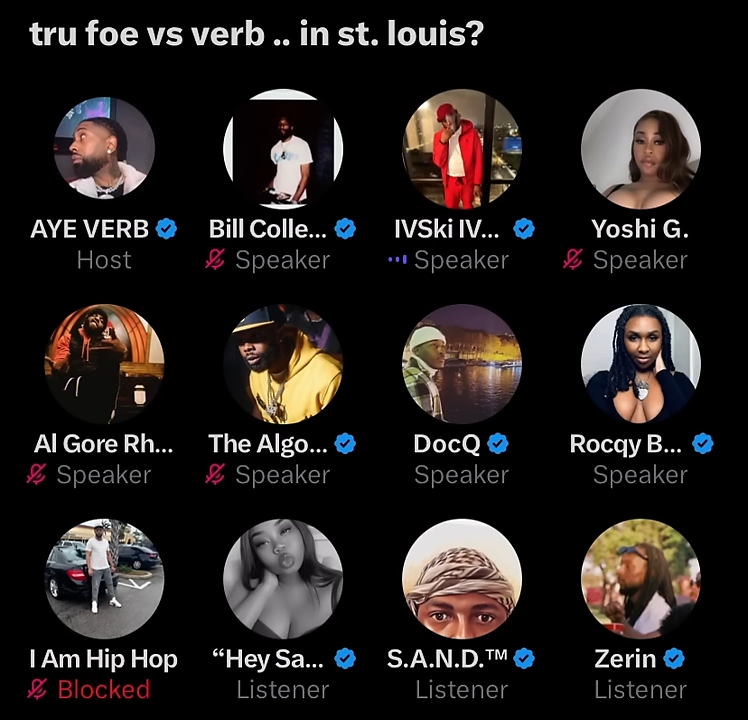 tru foe vs verb .. in st. louis?
AYE VERB Bill Colle... IVSki IV... Yoshi G.
Host Speaker Speaker Speaker
Al Gore Rh... The Algo... DocQ Rocqy B...
Speaker Speaker Speaker Speaker
I Am Hip Hop “Hey Sa... S.A.N.D.™ Zerin
Blocked Listener Listener Listener